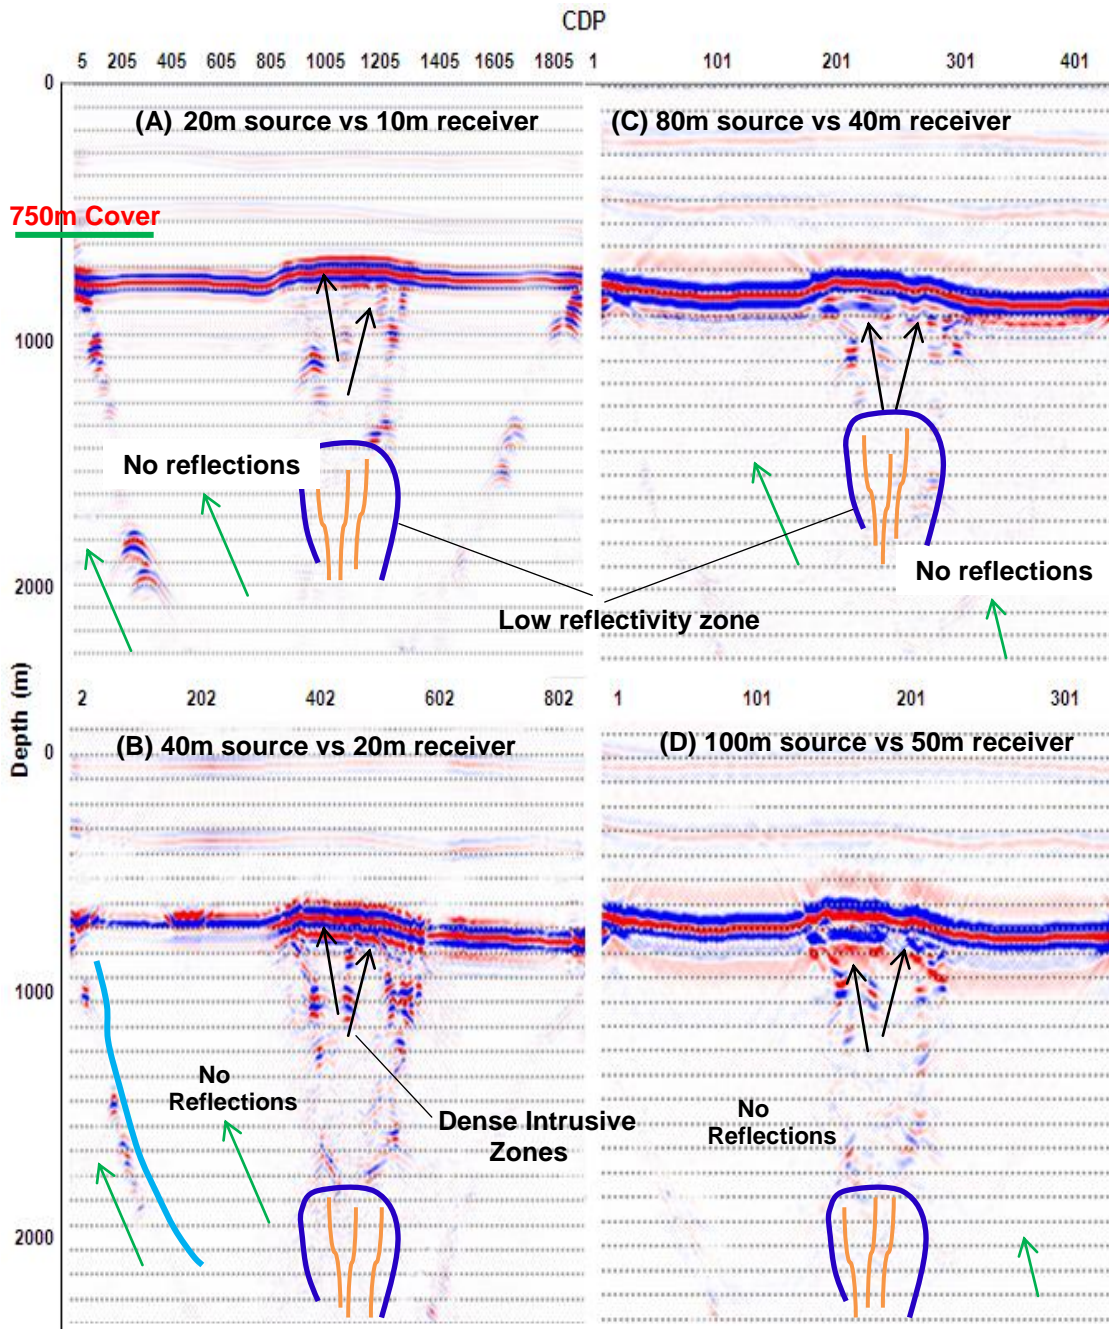 CDP
5 205 405 605 805 1005 1205 1405 1605 1805 1 101 201 301 401
0
(A) 20m source vs 10m receiver
(C) 80m source vs 40m receiver
750m Cover
1000
No reflections
2000
No reflections
Low reflectivity zone
Depth (m)
2 202 402 602 802 1 101 201 301
0
(B) 40m source vs 20m receiver
(D) 100m source vs 50m receiver
1000
No
Reflections
Dense Intrusive
Zones
No
Reflections
2000